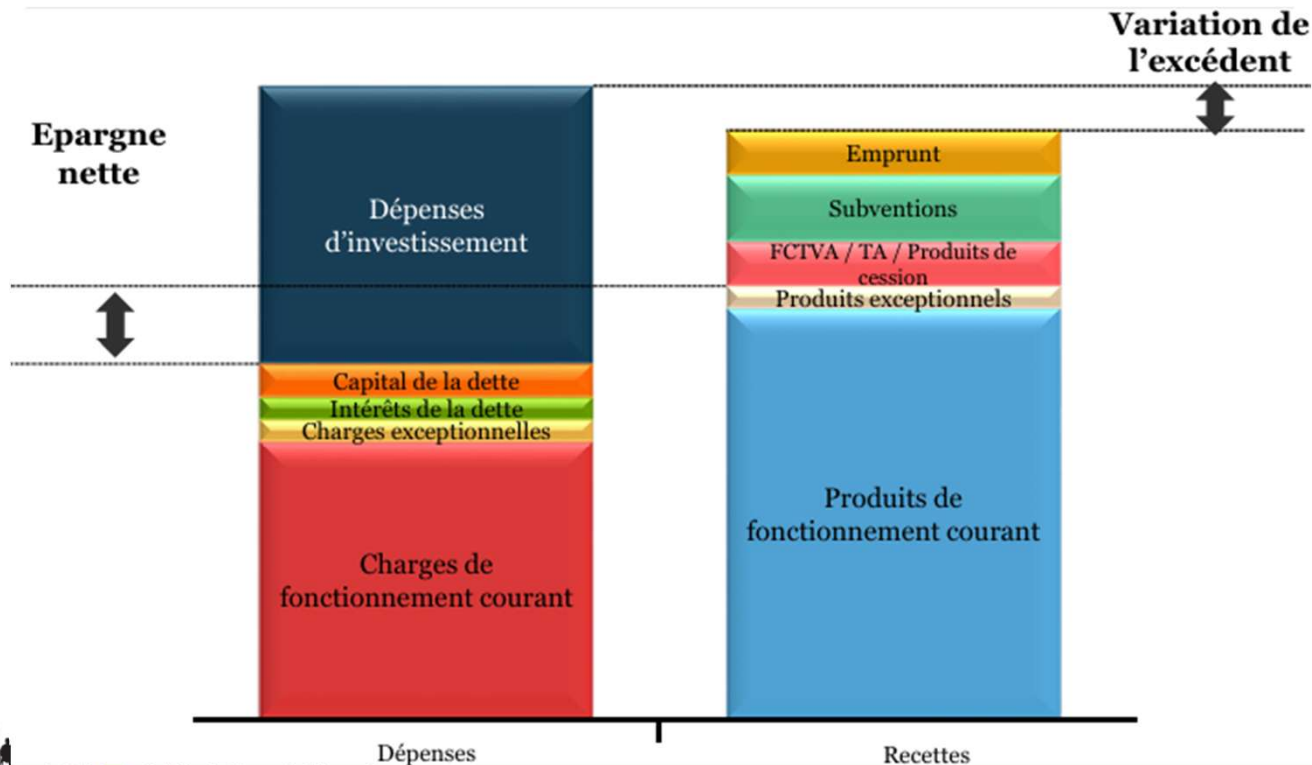 Variation de
l'excédent
Epargne
nette
Dépenses
d'investissement
Capital de la dette
Intérêts de la dette
Charges exceptionnelles
Charges de
fonctionnement courant
Emprunt
Subventions
FCTVA / TA / Produits de
cession
Produits exceptionnels
Produits de
fonctionnement courant
Dépenses
Recettes